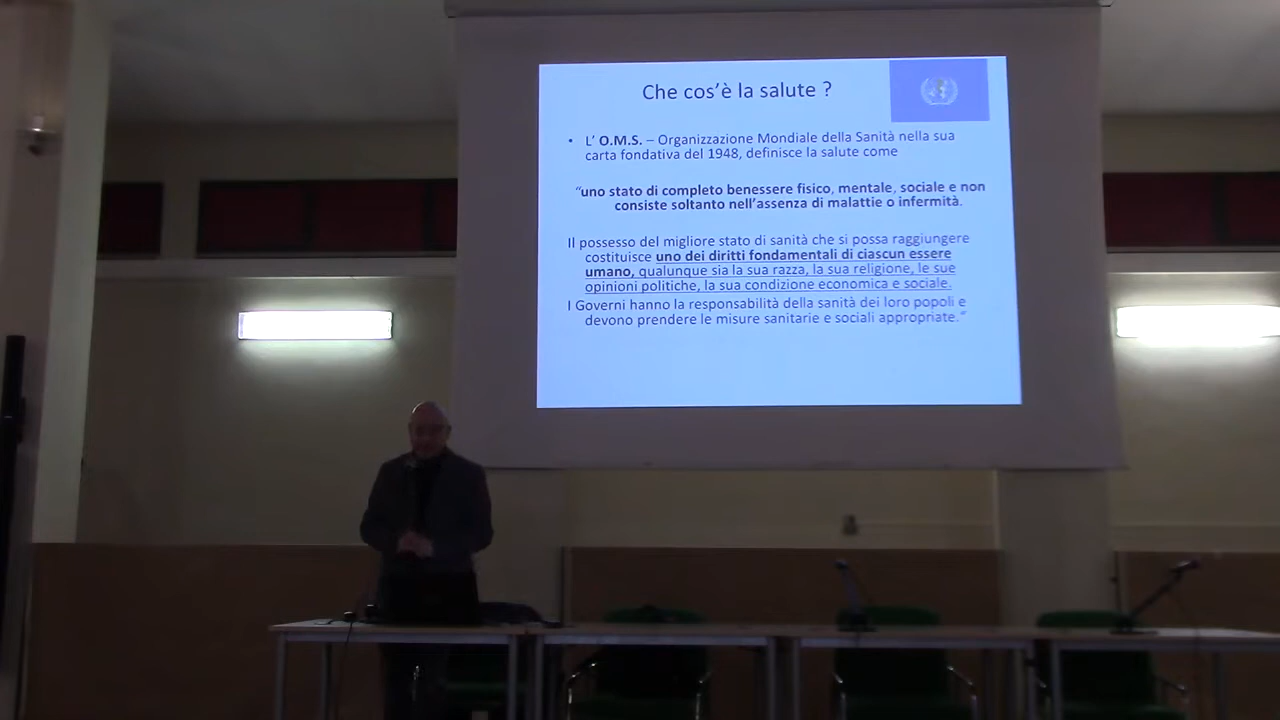 Che cos'è la salute ?
• L' O.M.S. – Organizzazione Mondiale della Sanità nella sua
carta fondativa del 1948, definisce la salute come
"uno stato di completo benessere fisico, mentale, sociale e non
consiste soltanto nell'assenza di malattie o infermità.
Il possesso del migliore stato di sanità che si possa raggiungere
costituisce uno dei diritti fondamentali di ciascun essere
umano, qualunque sia la sua razza, la sua religione, le sue
opinioni politiche, la sua condizione economica e sociale.
I Governi hanno la responsabilità della sanità dei loro popoli e
devono prendere le misure sanitarie e sociali appropriate."